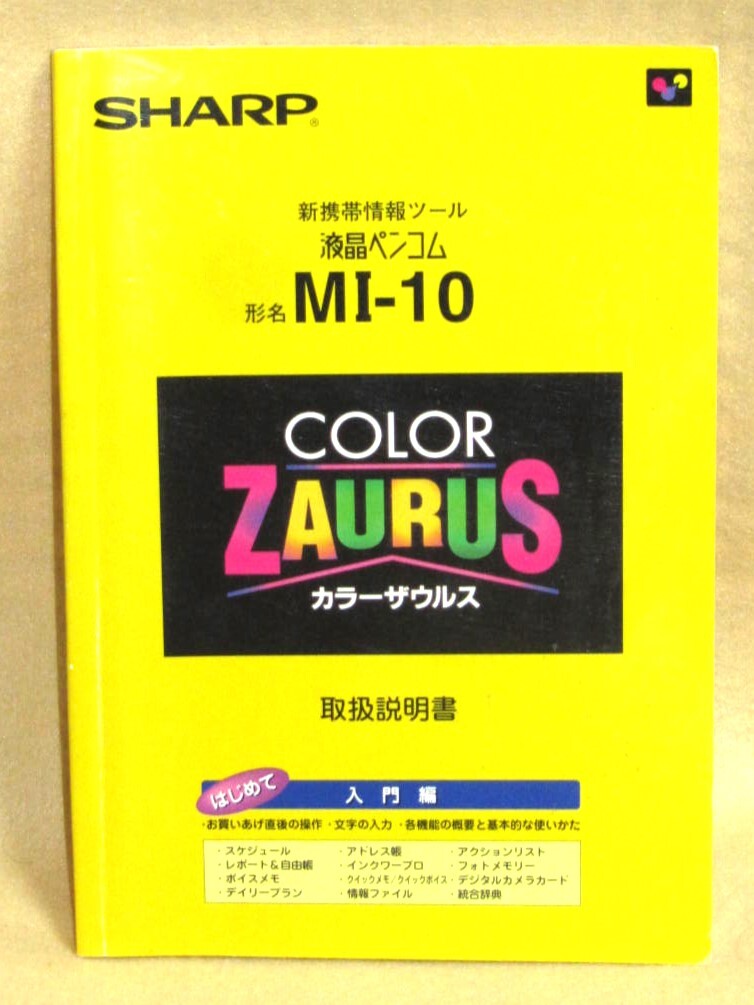 SHARP®
新携帯情報ツール
液晶ペンコム
形名 MI-10
COLOR
ZAURUS
カラーザウルス
取扱説明書
はじめて 入門編
・お買いあげ直後の操作 ・文字の入力 ・各機能の概要と基本的な使いかた
・スケジュール ・アドレス帳 ・アクションリスト
・レポート&自由帳 ・インクワープロ ・フォトメモリー
・ボイスメモ ・クイックメモ/クイックボイス ・デジタルカメラカード
・デイリープラン ・情報ファイル ・統合辞典